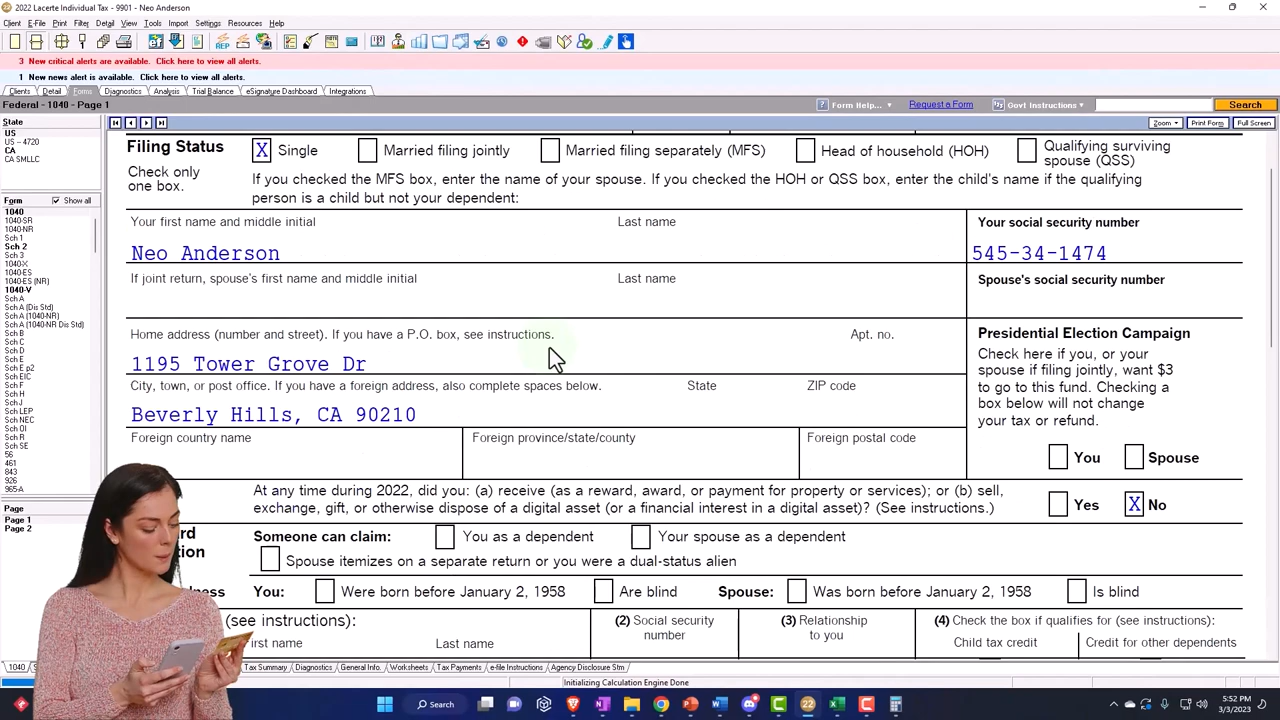 2022 Lacerte Individual Tax - 9901 - Neo Anderson
Client E-File Print Filter Detail View Tools Import Settings Resources Help
3 New critical alerts are available. Click here to view all alerts.
1 New news alert is available. Click here to view all alerts.
Clients Detail Forms Diagnostics Analysis Trial Balance eSignature Dashboard Integrations
Federal - 1040 - Page 1
Form Help... Request a Form Govt Instructions Search
State
US
US - 4720
CA
CA SMLLC
Form Show all
1040
1040-SR
1040-NR
Sch 1
Sch 2
Sch 3
1040-X
1040-ES
1040-ES (NR)
1040-V
Sch A
Sch A (Dis Std)
Sch A (1040-NR)
Sch A (1040-NR Dis Std)
Sch B
Sch C
Sch D
Sch E
Sch E p2
Sch EIC
Sch F
Sch H
Sch J
Sch LEP
Sch NEC
Sch OI
Sch R
Sch SE
56
461
843
926
965-A
Page
Page 1
Page 2
Zoom Print Form Full Screen
Filing Status X Single Married filing jointly Married filing separately (MFS) Head of household (HOH) Qualifying surviving spouse (QSS)
Check only one box.
If you checked the MFS box, enter the name of your spouse. If you checked the HOH or QSS box, enter the child's name if the qualifying
person is a child but not your dependent:
Your first name and middle initial Last name Your social security number
Neo Anderson 545-34-1474
If joint return, spouse's first name and middle initial Last name Spouse's social security number
Home address (number and street). If you have a P.O. box, see instructions. Apt. no.
1195 Tower Grove Dr
City, town, or post office. If you have a foreign address, also complete spaces below. State ZIP code
Beverly Hills, CA 90210
Foreign country name Foreign province/state/county Foreign postal code
Presidential Election Campaign
Check here if you, or your
spouse if filing jointly, want $3
to go to this fund. Checking a
box below will not change
your tax or refund.
You Spouse
At any time during 2022, did you: (a) receive (as a reward, award, or payment for property or services); or (b) sell,
exchange, gift, or otherwise dispose of a digital asset (or a financial interest in a digital asset)? (See instructions.) Yes X No
Someone can claim: You as a dependent Your spouse as a dependent
Spouse itemizes on a separate return or you were a dual-status alien
You: Were born before January 2, 1958 Are blind Spouse: Was born before January 2, 1958 Is blind
(see instructions): (2) Social security number (3) Relationship to you (4) Check the box if qualifies for (see instructions):
Last name Child tax credit Credit for other dependents
1040 Tax Summary Diagnostics General Info. Worksheets Tax Payments e-file Instructions Agency Disclosure Stm
Initializing Calculation Engine Done
Search
5:52 PM
3/3/2023